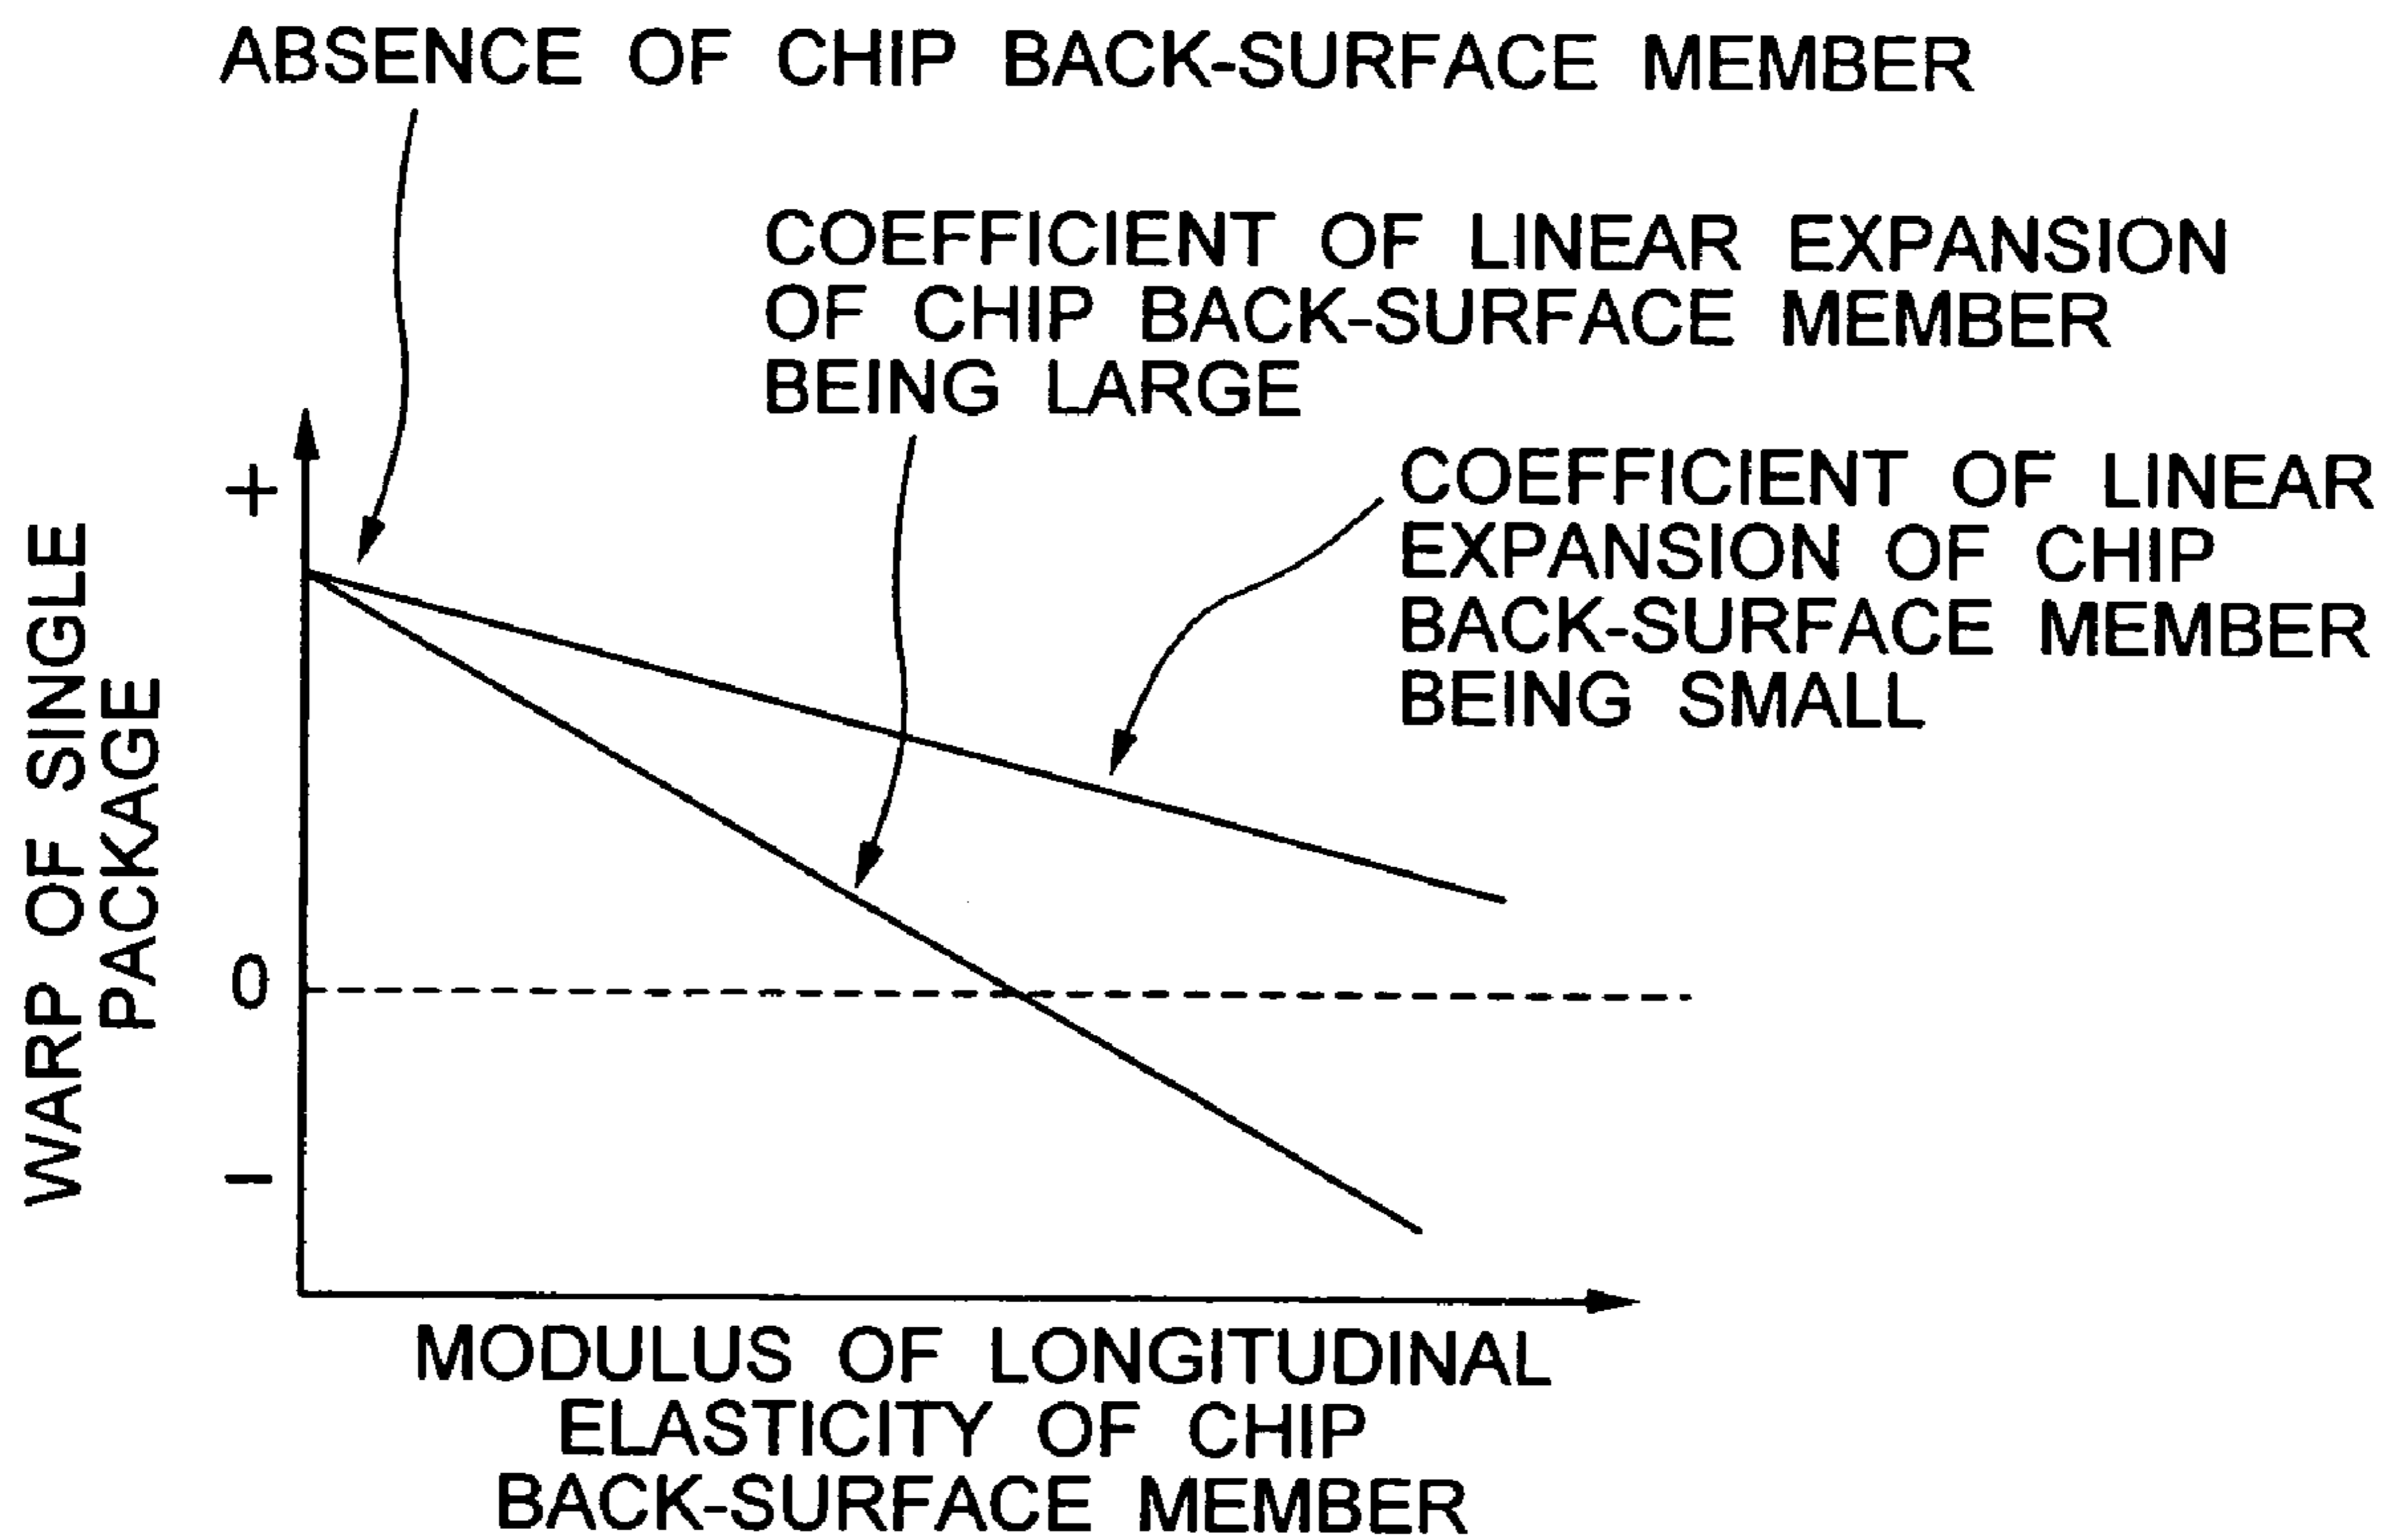 ABSENCE OF CHIP BACK-SURFACE MEMBER
COEFFICIENT OF LINEAR EXPANSION
OF CHIP BACK-SURFACE MEMBER
BEING LARGE
COEFFICIENT OF LINEAR
EXPANSION OF CHIP
BACK-SURFACE MEMBER
BEING SMALL
WARP OF SINGLE
PACKAGE
+
0
−
MODULUS OF LONGITUDINAL
ELASTICITY OF CHIP
BACK-SURFACE MEMBER